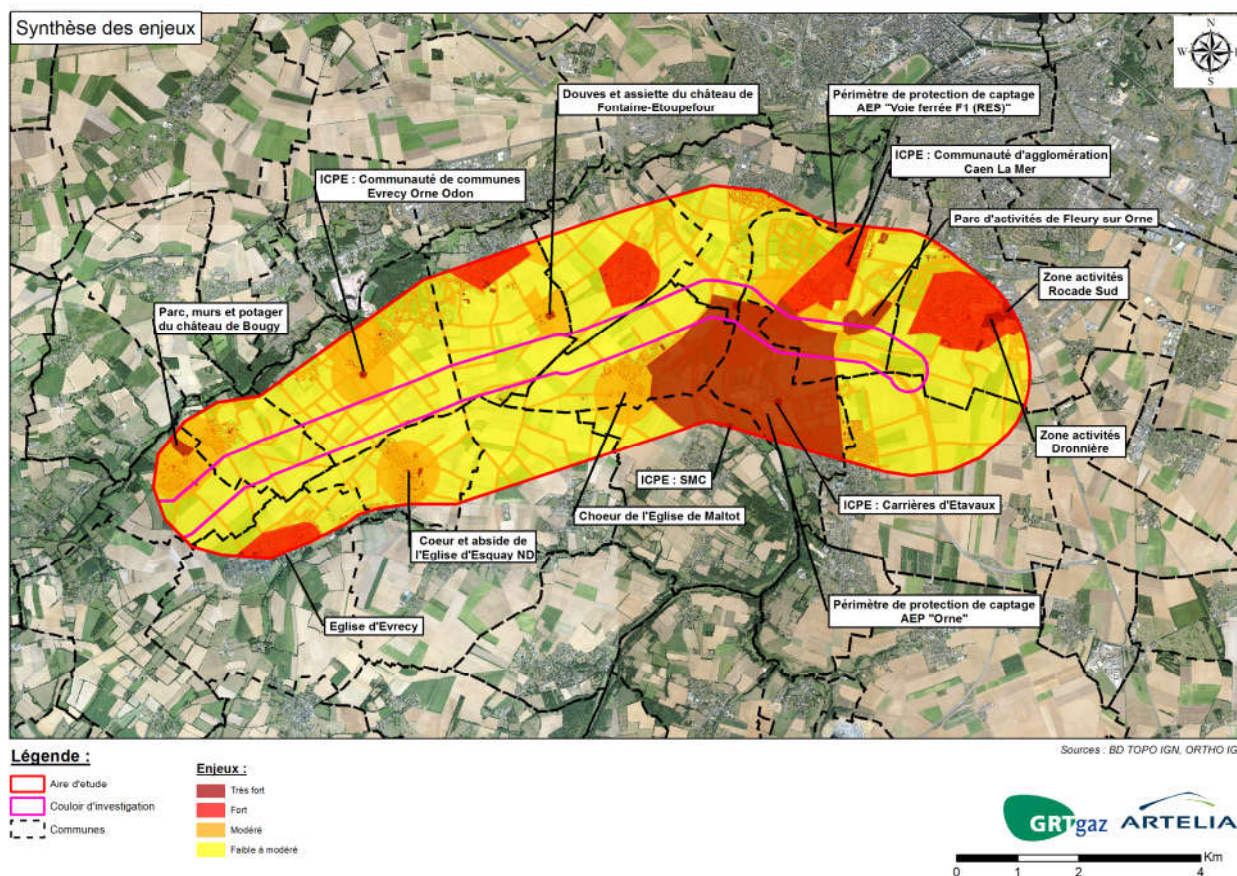 Synthèse des enjeux
N
W
S
Douves et assiette du château de
Fontaine-Etoupefour
Périmètre de protection de captage
AEP "Voie ferrée F1 (RES)"
ICPE : Communauté de communes
Evrecy Orne Odon
ICPE : Communauté d'agglomération
Caen La Mer
Parc d'activités de Fleury sur Orne
Zone activités
Rocade Sud
Parc, murs et potager
du château de Bougy
Zone activités
Dronnière
ICPE : SMC
ICPE : Carrières d'Etavaux
Choeur de l'Eglise de Maltot
Coeur et abside de
l'Eglise d'Esquay ND
Périmètre de protection de captage
AEP "Orne"
Eglise d'Evrecy
Légende :
Aire d'etude
Couloir d'investigation
Communes
Enjeux :
Très fort
Fort
Modéré
Faible à modéré
Sources : BD TOPO IGN, ORTHO IG
GRTgaz ARTELIA
Km
0 1 2 4